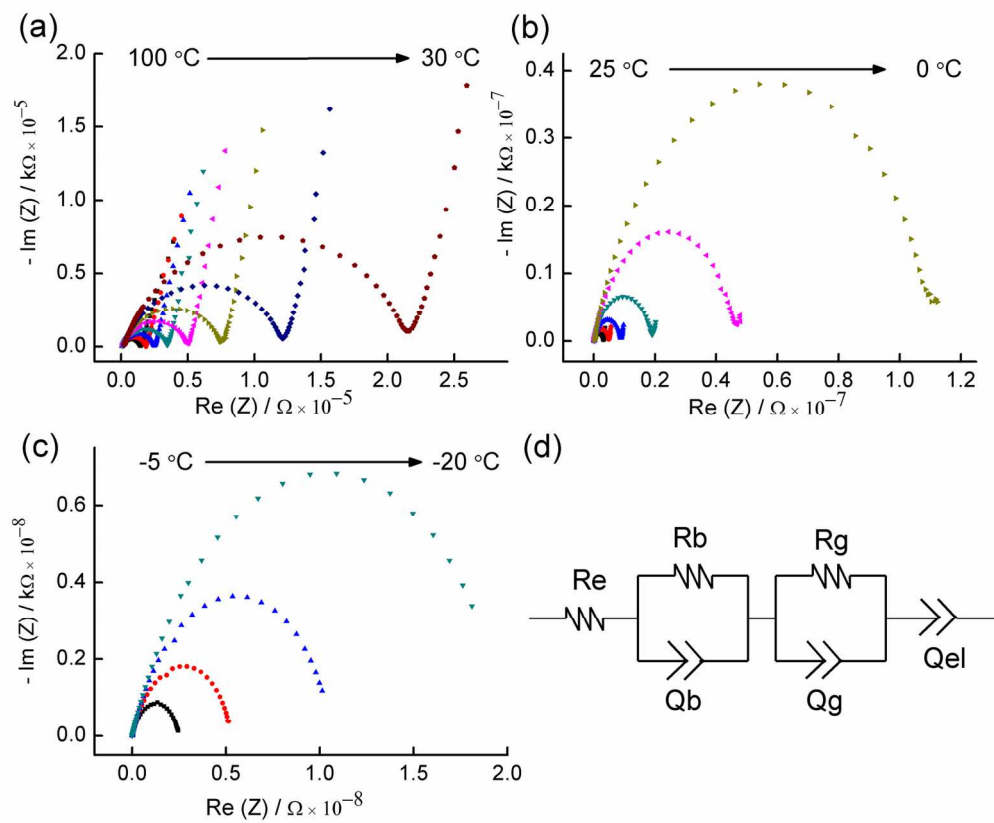 (a)
100 °C 30 °C
2.0
1.5
1.0
0.5
0.0
- Im (Z) / kΩ × 10⁻⁵
0.0 0.5 1.0 1.5 2.0 2.5
Re (Z) / Ω × 10⁻⁵
(b)
25 °C 0 °C
0.4
0.3
0.2
0.1
0.0
- Im (Z) / kΩ × 10⁻⁷
0.0 0.2 0.4 0.6 0.8 1.0 1.2
Re (Z) / Ω × 10⁻⁷
(c)
-5 °C -20 °C
0.6
0.4
0.2
0.0
- Im (Z) / kΩ × 10⁻⁸
0.0 0.5 1.0 1.5 2.0
Re (Z) / Ω × 10⁻⁸
(d)
Rb Rg
Re
Qb Qg Qel